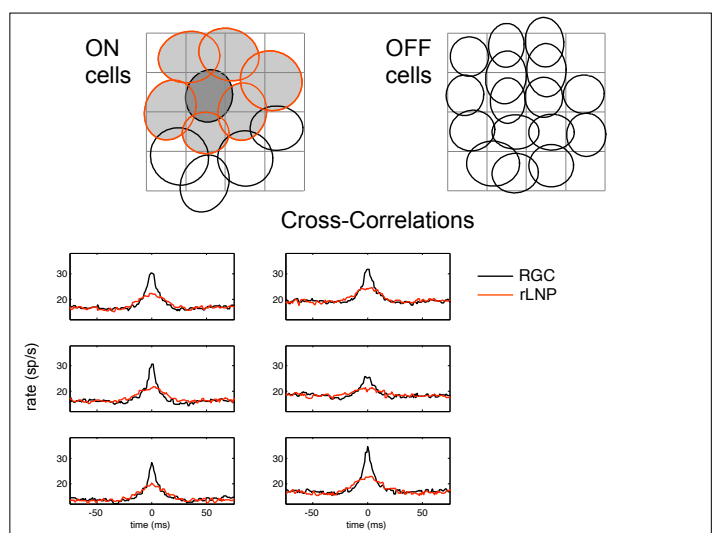 ON
cells
OFF
cells
Cross-Correlations
RGC
rLNP
rate (sp/s)
30
20
30
20
30
20
30
20
30
20
30
20
-50 0 50
-50 0 50
time (ms)
time (ms)